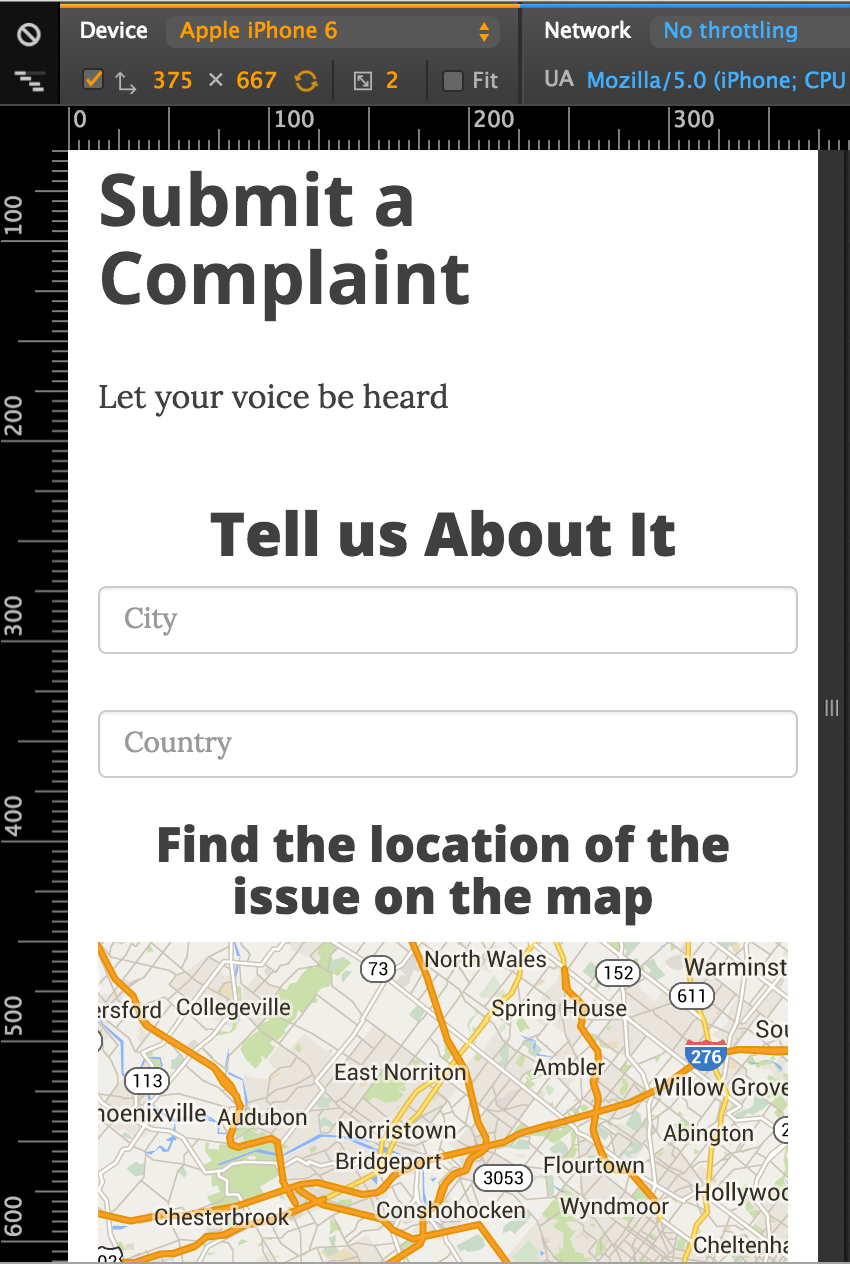 Device Apple iPhone 6 Network No throttling
375 × 667 2 Fit UA Mozilla/5.0 (iPhone; CPU
0 100 200 300
100
200
300
400
500
600
Submit a
Complaint
Let your voice be heard
Tell us About It
City
Country
Find the location of the
issue on the map
73 North Wales 152 Warminst
611
ersford Collegeville Spring House Sou
276
East Norriton Ambler
113 Willow Grove
hoenixville Audubon
Norristown Abington 2
Bridgeport Flourtown
3053
Hollywoo
Chesterbrook Conshohocken Wyndmoor
Cheltenha
02